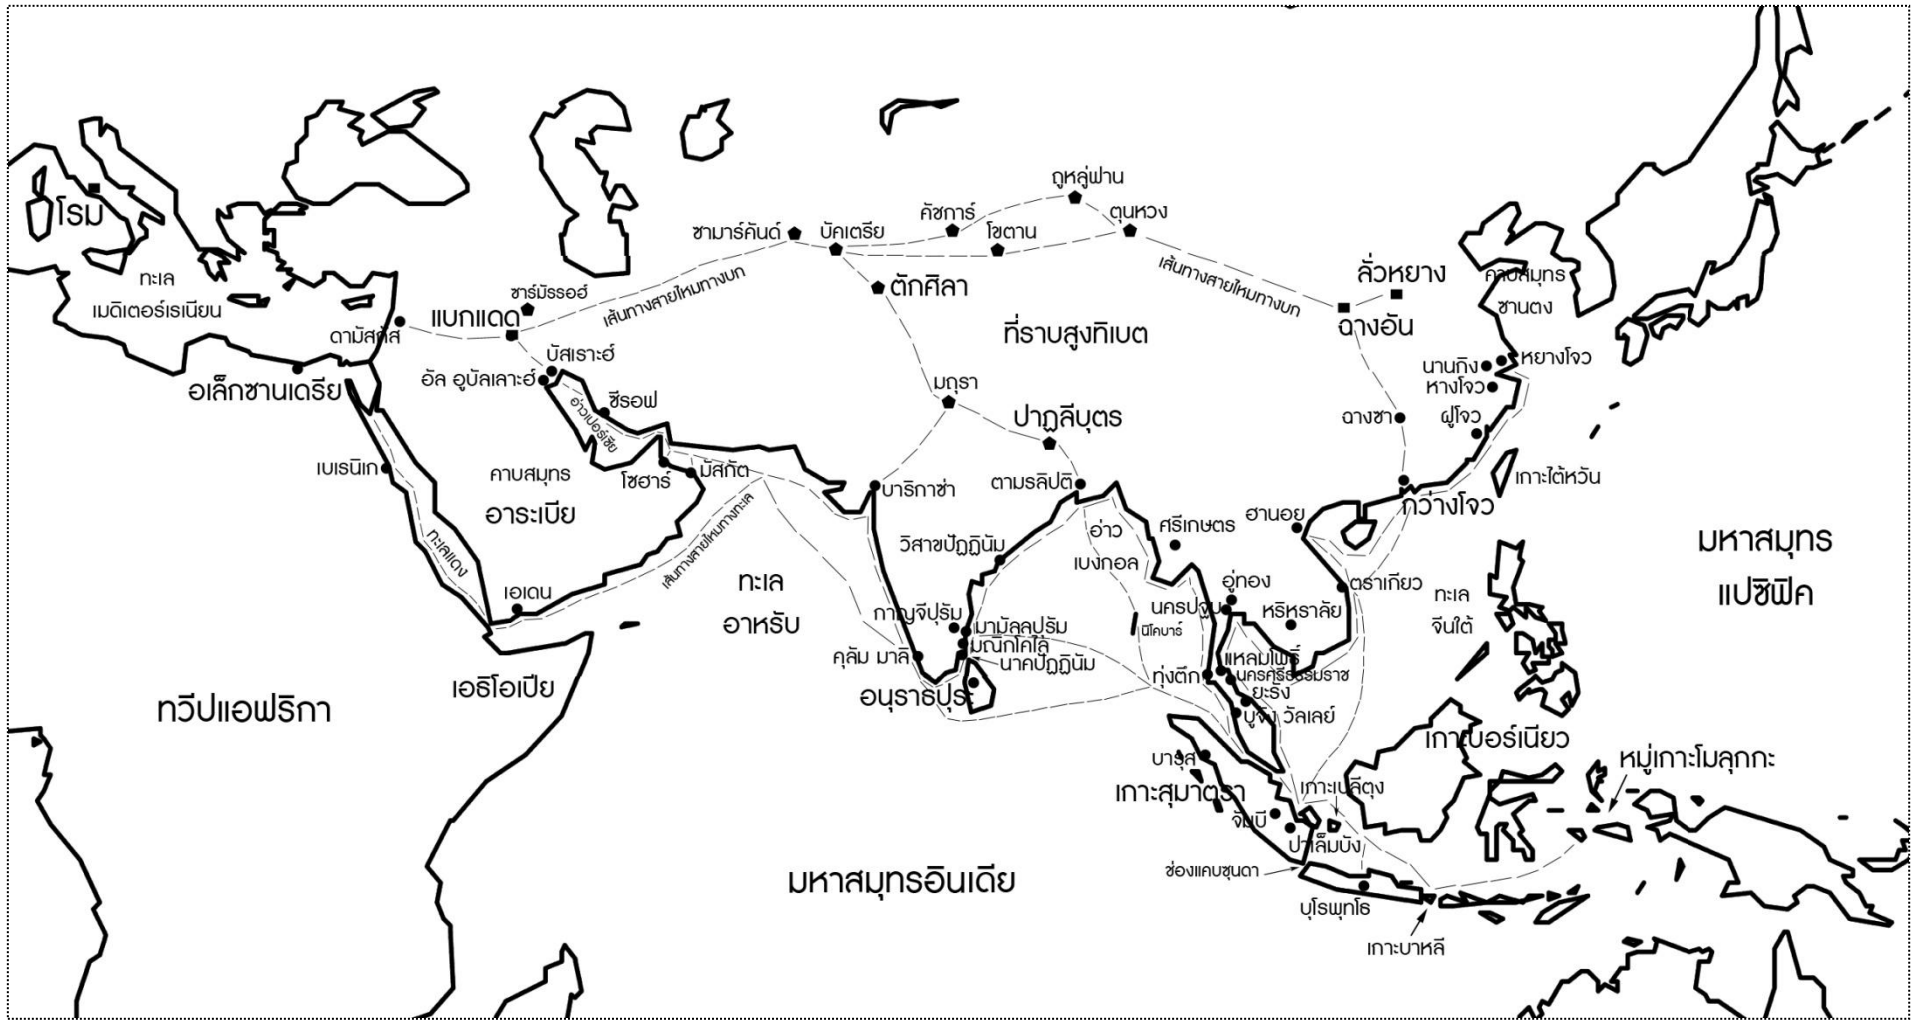 ถูหลู่ฟาน
คัชการ์
ตุนหวง
โรม
ซามาร์คันด์
บัคเตรีย
โขตาน
เส้นทางสายไหมทางบก
ลั่วหยาง
คาบสมุทร
ซานตง
ทะเล
เมดิเตอร์เรเนียน
ซาร์มัรรอฮ์
เส้นทางสายไหมทางบก
ตักศิลา
แบกแดด
ดามัสกัส
ที่ราบสูงทิเบต
ฉางอัน
บัสเราะฮ์
อัล อูบัลเลาะฮ์
อเล็กซานเดรีย
หยางโจว
นานกิง
หางโจว
มถุรา
ซีรอฟ
อ่าวเปอร์เซีย
ปาฏลีบุตร
ฉางซา
ฝูโจว
เบเรนิเก
คาบสมุทร
อาระเบีย
โซฮาร์
มัสกัต
บาริกาซ่า
ตามรลิปติ
เกาะไต้หวัน
กว่างโจว
เส้นทางสายไหมทางทะเล
ทะเลแดง
อ่าว
เบงกอล
ศรีเกษตร
ฮานอย
มหาสมุทร
แปซิฟิค
วิสาขปัฏฏินัม
ทะเล
อาหรับ
เอเดน
อู่ทอง
นครปฐม
หริหราลัย
ตราเกียว
ทะเล
จีนใต้
กาญจีปุรัม
มามัลลปุรัม
มณิกโคไล
นาคปัฏฏินัม
นิโคบาร์
คุลัม มาลี
อนุราธปุระ
ทุ่งตึก
แหลมโพธิ์
นครศรีธรรมราช
ยะรัง
บูจัง วัลเลย์
เอธิโอเปีย
ทวีปแอฟริกา
เกาะบอร์เนียว
หมู่เกาะโมลุกกะ
บารุส
เกาะสุมาตรา
เกาะเบลีตุง
จัมบี
ปาเล็มบัง
ช่องแคบซุนดา
มหาสมุทรอินเดีย
บุโรพุทโธ
เกาะบาหลี